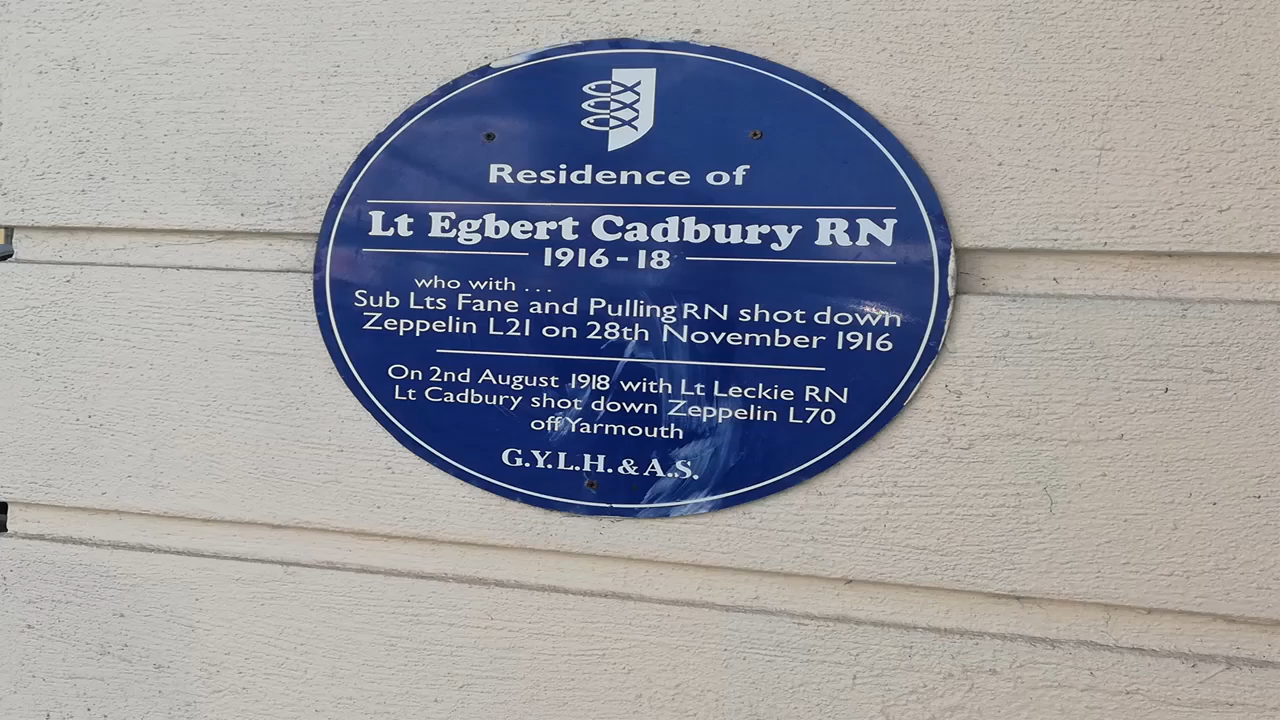 Residence of
Lt Egbert Cadbury RN
1916-18
who with ...
Sub Lts Fane and Pulling RN shot down
Zeppelin L21 on 28th November 1916
On 2nd August 1918 with Lt Leckie RN
Lt Cadbury shot down Zeppelin L70
off Yarmouth
G.Y.L.H. & A.S.